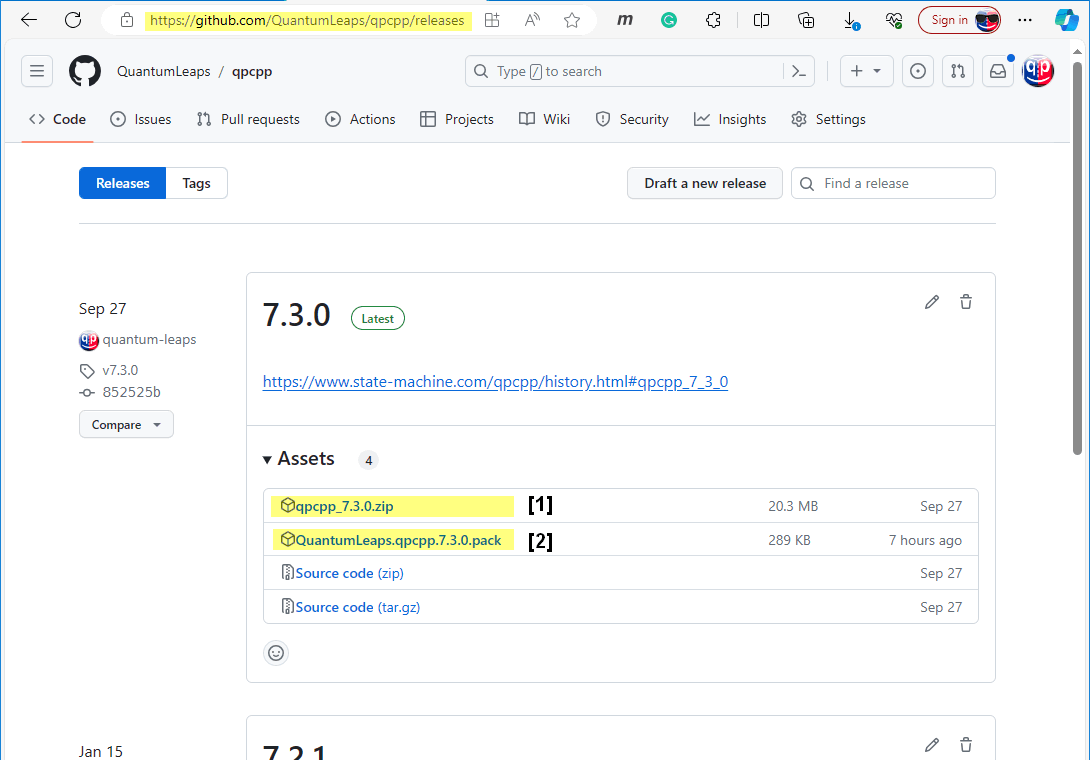 https://github.com/QuantumLeaps/qpcpp/releases
Sign in
QuantumLeaps / qpcpp
Type / to search
Code Issues Pull requests Actions Projects Wiki Security Insights Settings
Releases Tags
Draft a new release
Find a release
Sep 27
quantum-leaps
v7.3.0
852525b
Compare
7.3.0 Latest
https://www.state-machine.com/qpcpp/history.html#qpcpp_7_3_0
Assets 4
qpcpp_7.3.0.zip [1] 20.3 MB Sep 27
QuantumLeaps.qpcpp.7.3.0.pack [2] 289 KB 7 hours ago
Source code (zip) Sep 27
Source code (tar.gz) Sep 27
Jan 15
7.2.1